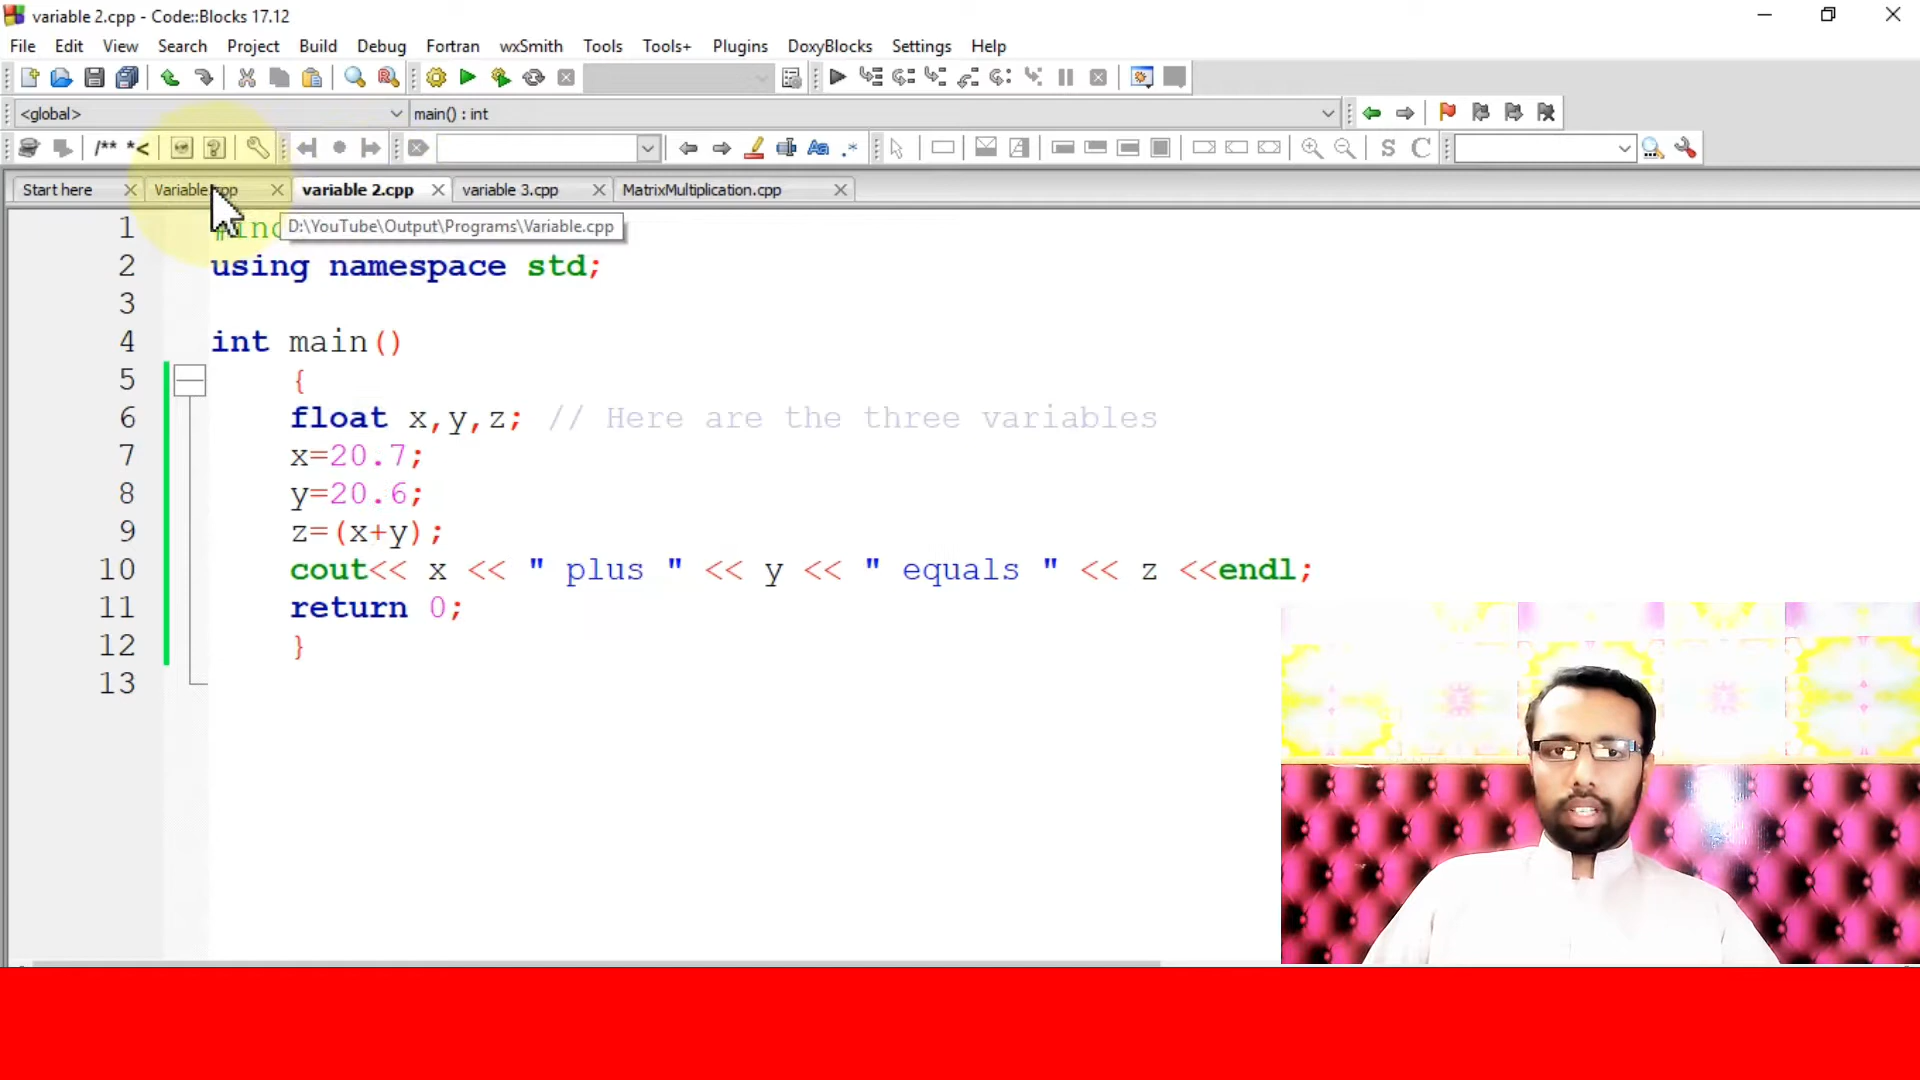 variable 2.cpp - Code::Blocks 17.12
File Edit View Search Project Build Debug Fortran wxSmith Tools Tools+ Plugins DoxyBlocks Settings Help
<global> main() : int
/** *<
S C
Start here Variable.cpp variable 2.cpp variable 3.cpp MatrixMultiplication.cpp
D:\YouTube\Output\Programs\Variable.cpp
1 #inc
2 using namespace std;
3
4 int main()
5 {
6 float x,y,z; // Here are the three variables
7 x=20.7;
8 y=20.6;
9 z=(x+y);
10 cout<< x << " plus " << y << " equals " << z <<endl;
11 return 0;
12 }
13